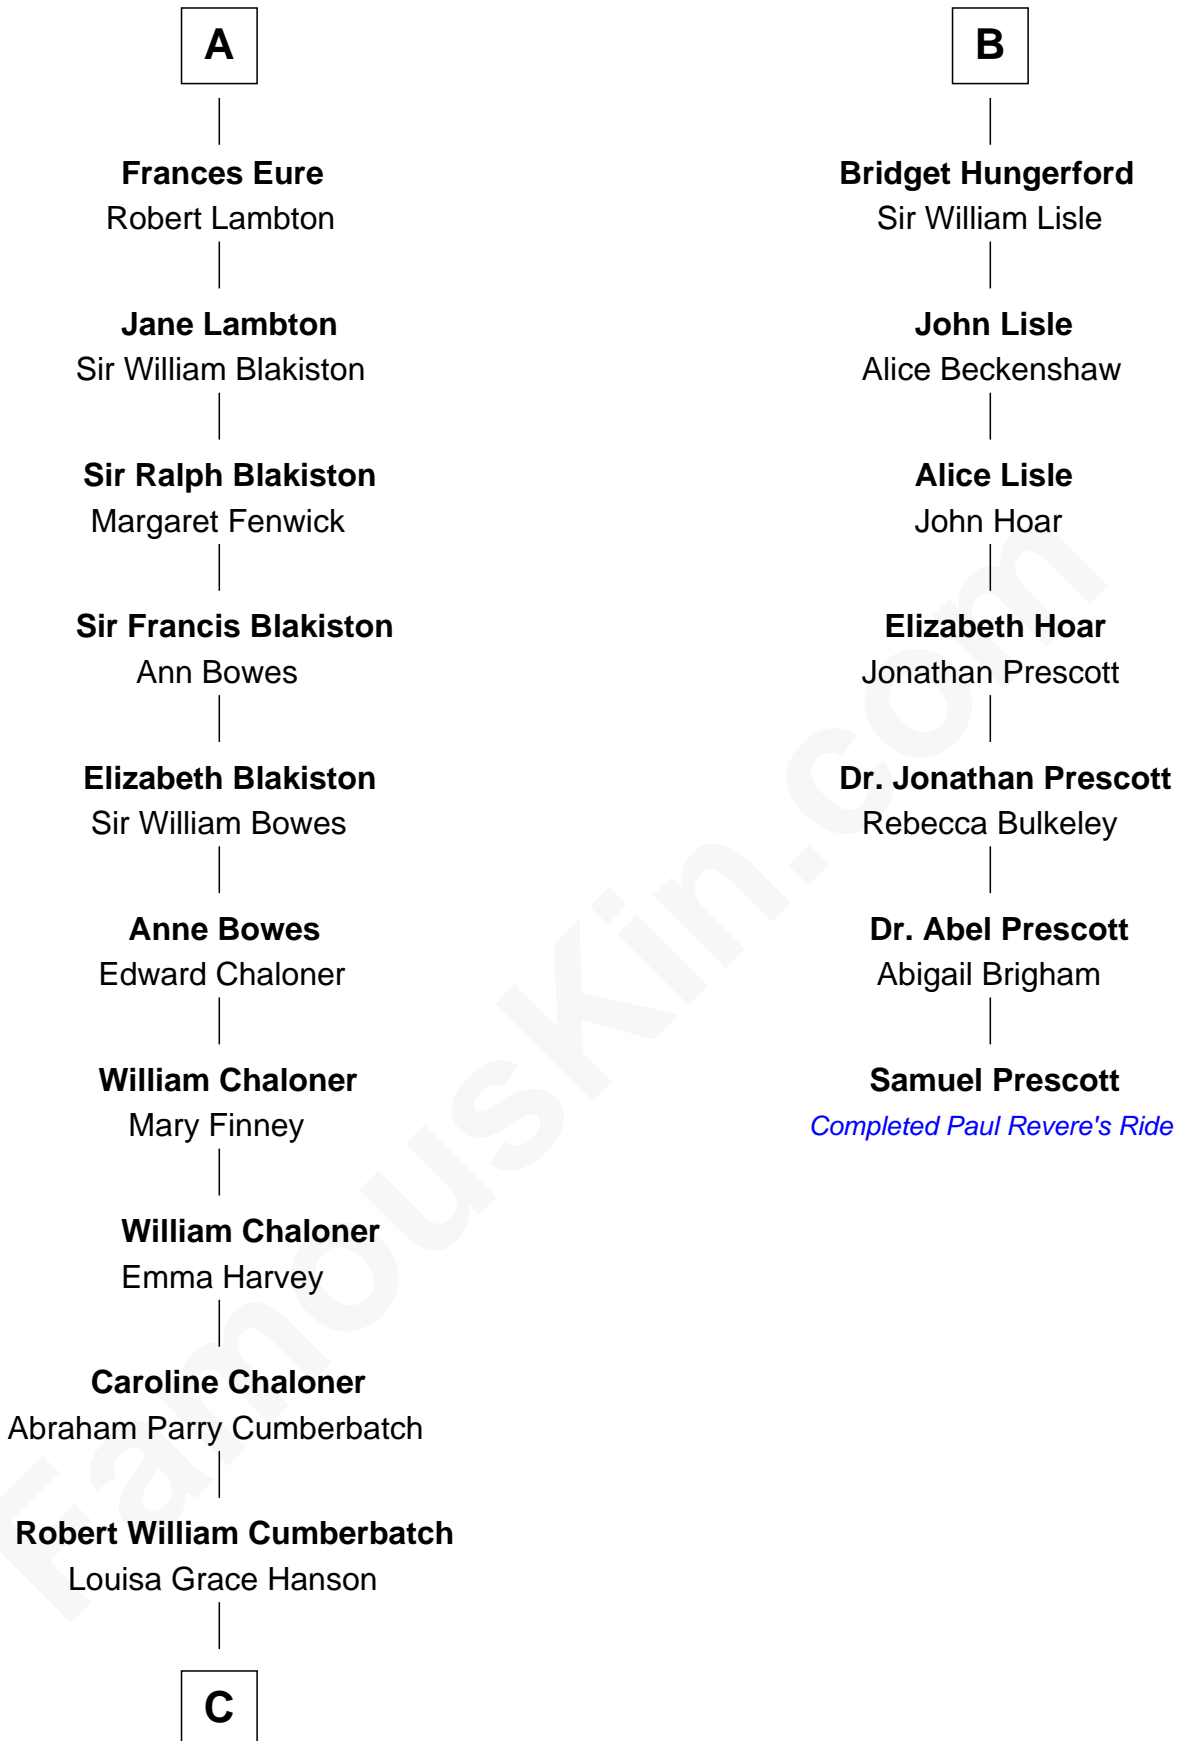 A
Frances Eure
Robert Lambton
Jane Lambton
Sir William Blakiston
Sir Ralph Blakiston
Margaret Fenwick
Sir Francis Blakiston
Ann Bowes
Elizabeth Blakiston
Sir William Bowes
Anne Bowes
Edward Chaloner
William Chaloner
Mary Finney
William Chaloner
Emma Harvey
Caroline Chaloner
Abraham Parry Cumberbatch
Robert William Cumberbatch
Louisa Grace Hanson
C
B
Bridget Hungerford
Sir William Lisle
John Lisle
Alice Beckenshaw
Alice Lisle
John Hoar
Elizabeth Hoar
Jonathan Prescott
Dr. Jonathan Prescott
Rebecca Bulkeley
Dr. Abel Prescott
Abigail Brigham
Samuel Prescott
Completed Paul Revere's Ride
FamousKin.com